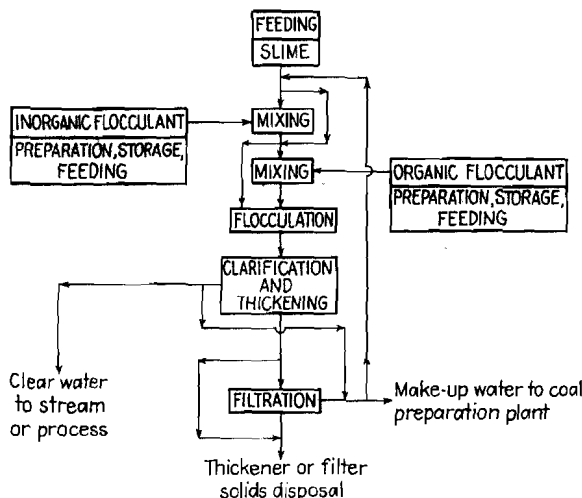 FEEDING
SLIME
INORGANIC FLOCCULANT
PREPARATION, STORAGE,
FEEDING
MIXING
MIXING
ORGANIC FLOCCULANT
PREPARATION, STORAGE,
FEEDING
FLOCCULATION
CLARIFICATION
AND
THICKENING
Clear water
to stream
or process
FILTRATION
Make-up water to coal
preparation plant
Thickener or filter
solids disposal